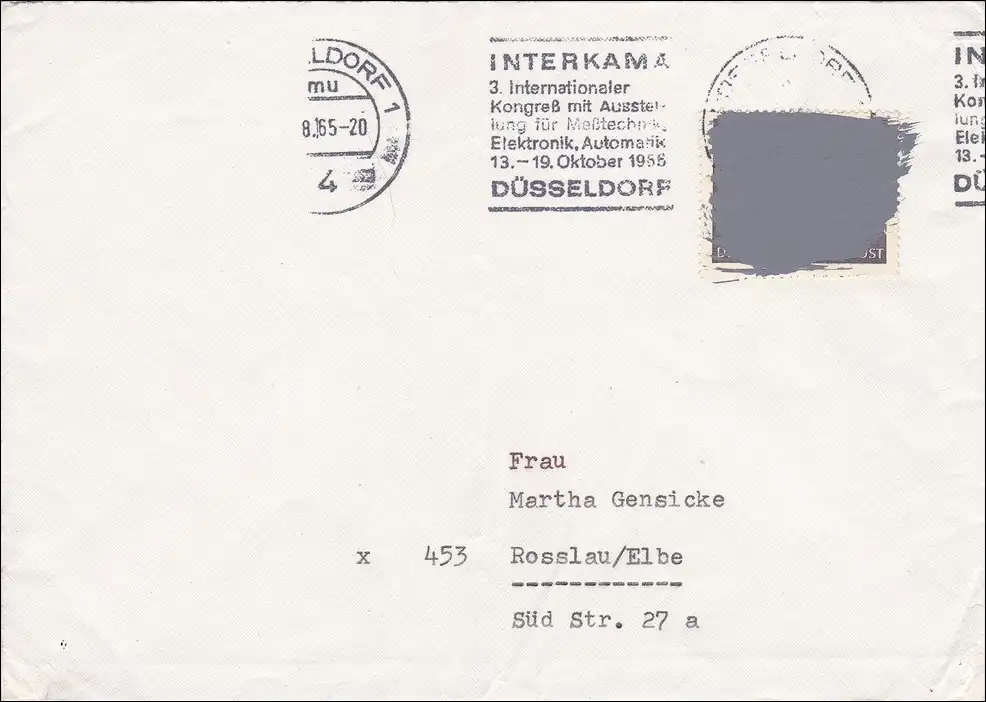 LDORF 1
mu
8.65-20
4
INTERKAMA
3. Internationaler
Kongreß mit Ausstel-
lung für Meßtechnik,
Elektronik, Automatik
13.-19. Oktober 1965
DÜSSELDORF
IN
3. I
Kon
lung
Elek
13.-
DÜ
D
OST
Frau
Martha Gensicke
x 453 Rosslau/Elbe
Süd Str. 27 a